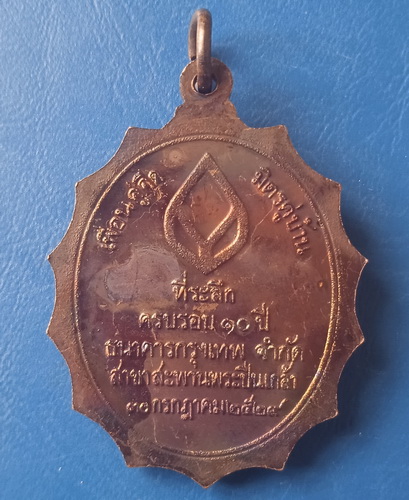 เพื่อนคู่คิด
มิตรคู่บ้าน
ที่ระลึก
ครบรอบ ๑๐ ปี
ธนาคารกรุงเทพ จำกัด
สาขาสะพานพระปิ่นเกล้า
๓๐ กรกฎาคม ๒๕๒๙